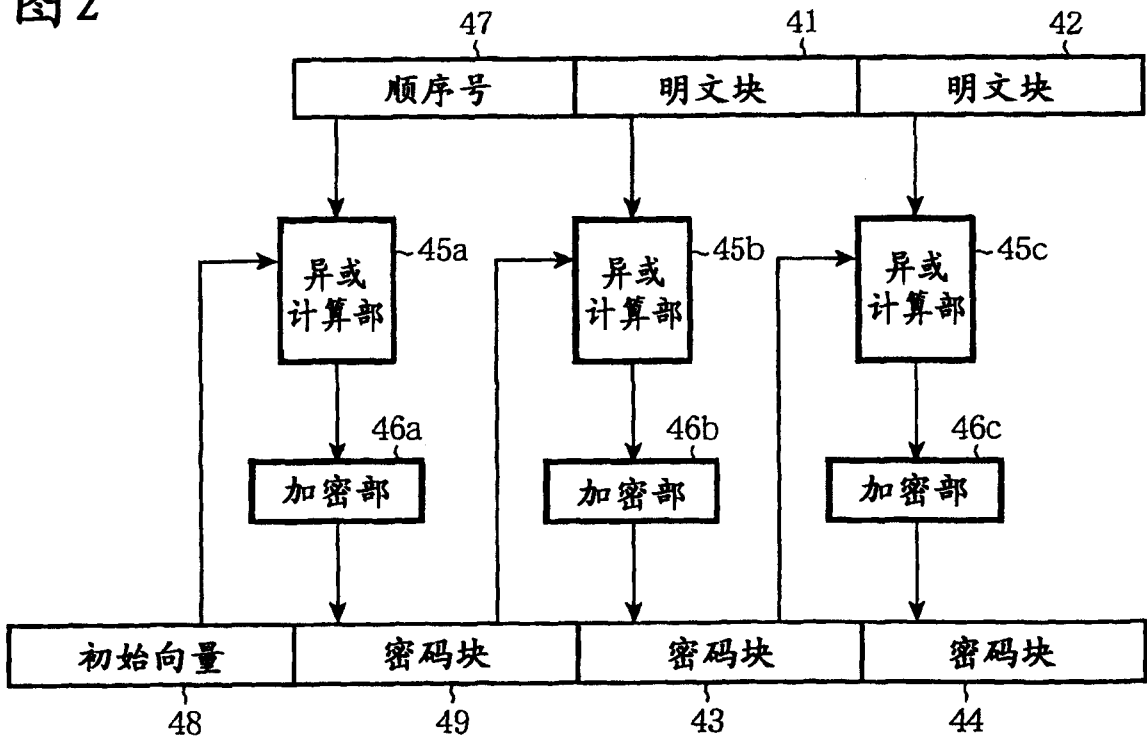 图2
47 41 42
顺序号 明文块 明文块
异或 计算部 45a 异或 计算部 45b 异或 计算部 45c
46a 46b 46c
加密部 加密部 加密部
初始向量 密码块 密码块 密码块
48 49 43 44